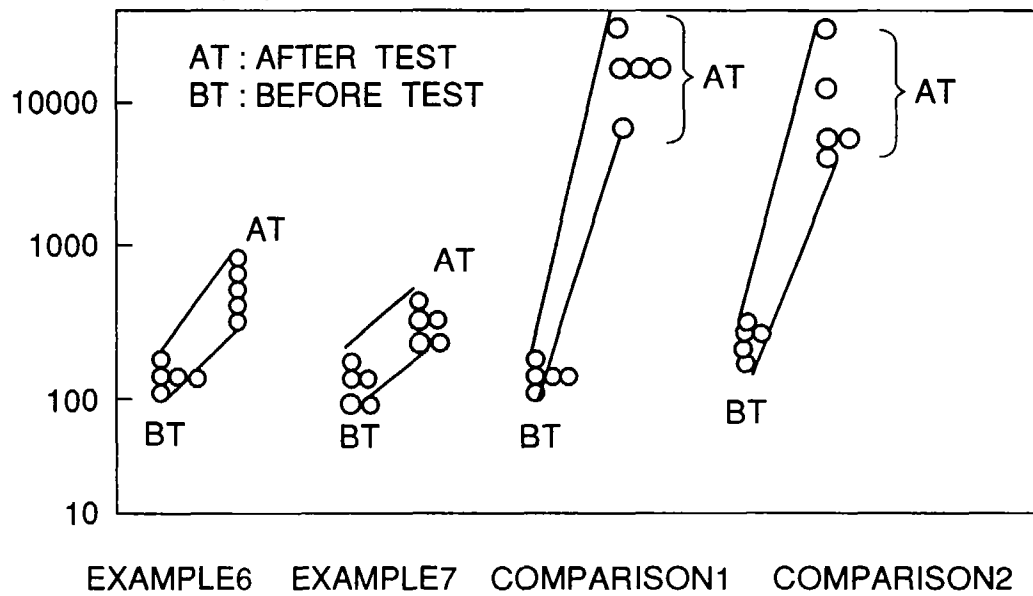 AT : AFTER TEST
BT : BEFORE TEST
10000
1000
100
10
AT
BT
AT
BT
AT
BT
AT
BT
EXAMPLE6 EXAMPLE7 COMPARISON1 COMPARISON2